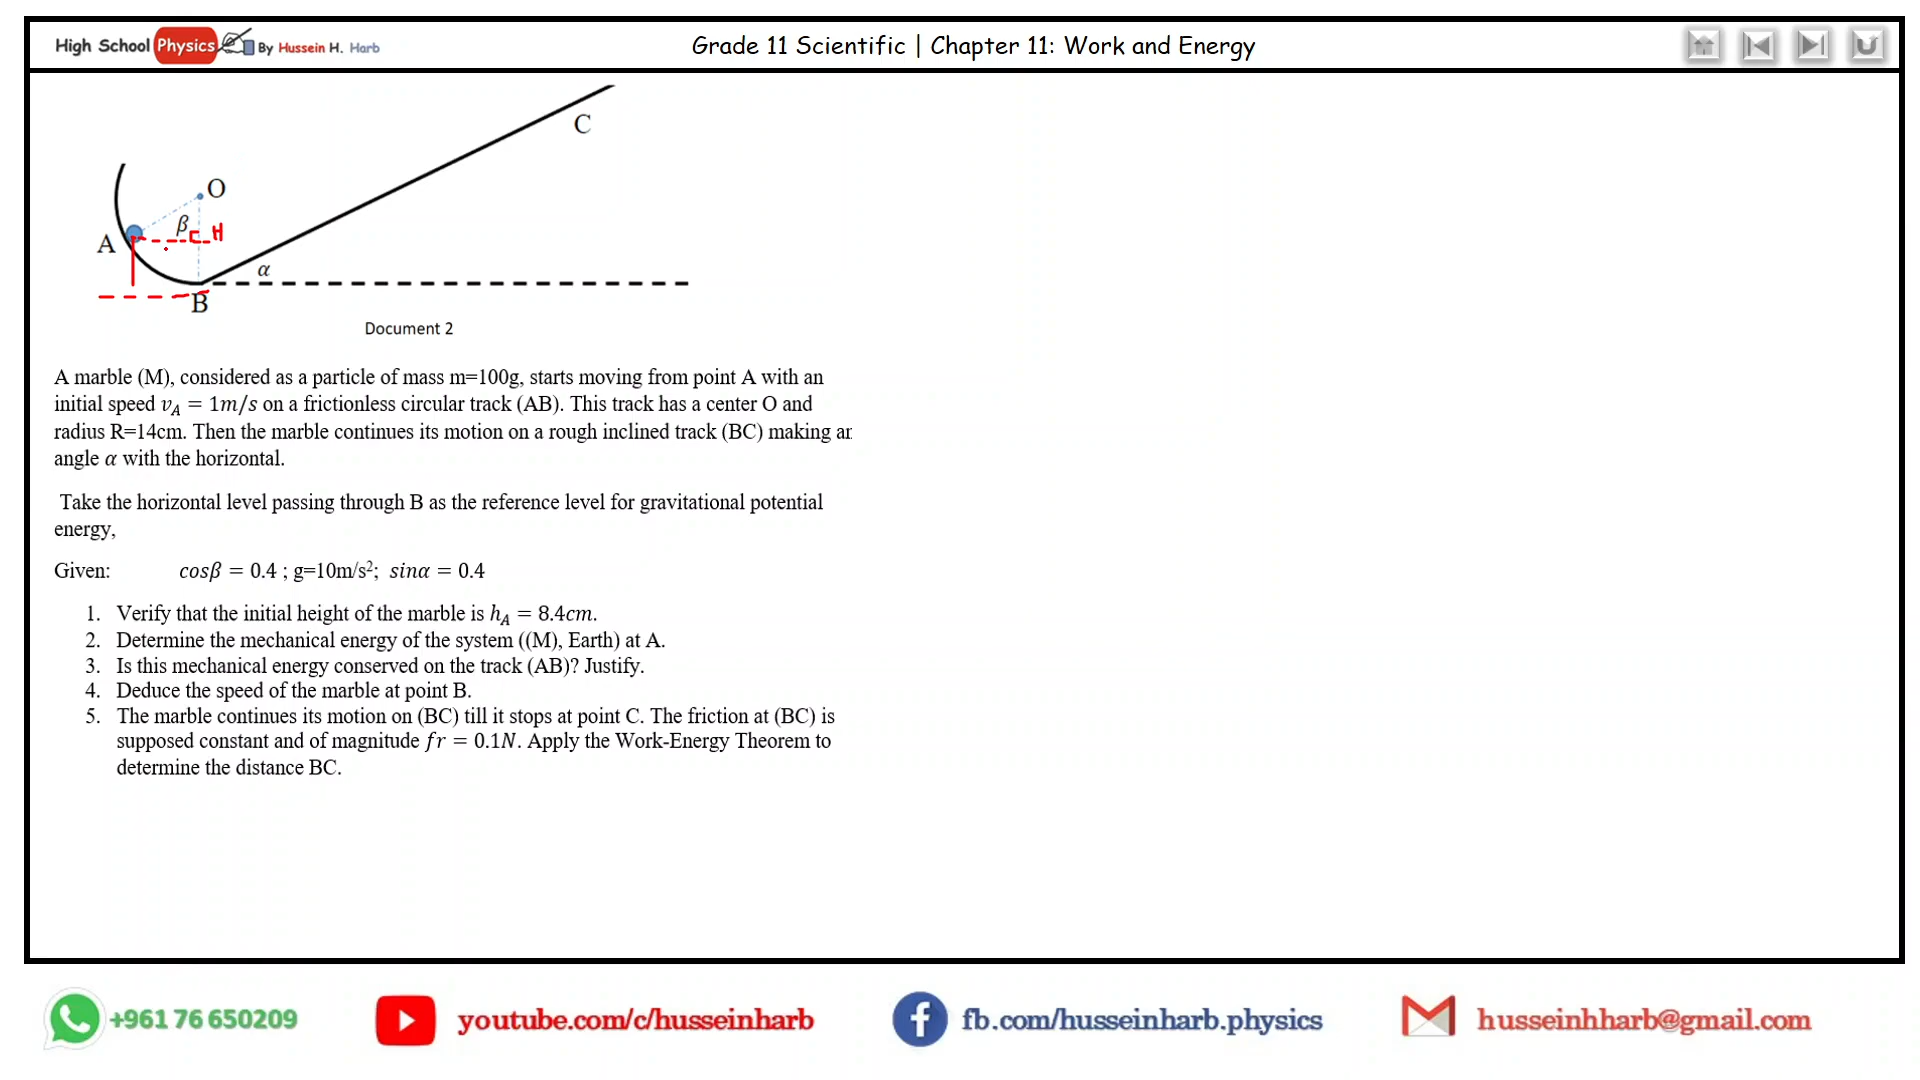 High School Physics By Hussein H. Harb
Grade 11 Scientific | Chapter 11: Work and Energy
C
O
β
H
A
α
B
Document 2
A marble (M), considered as a particle of mass m=100g, starts moving from point A with an
initial speed v_A = 1m/s on a frictionless circular track (AB). This track has a center O and
radius R=14cm. Then the marble continues its motion on a rough inclined track (BC) making an
angle α with the horizontal.
Take the horizontal level passing through B as the reference level for gravitational potential
energy,
Given: cosβ = 0.4 ; g=10m/s²; sinα = 0.4
1. Verify that the initial height of the marble is h_A = 8.4cm.
2. Determine the mechanical energy of the system ((M), Earth) at A.
3. Is this mechanical energy conserved on the track (AB)? Justify.
4. Deduce the speed of the marble at point B.
5. The marble continues its motion on (BC) till it stops at point C. The friction at (BC) is
supposed constant and of magnitude fr = 0.1N. Apply the Work-Energy Theorem to
determine the distance BC.
+961 76 650209
youtube.com/c/husseinharb
fb.com/husseinharb.physics
husseinhharb@gmail.com